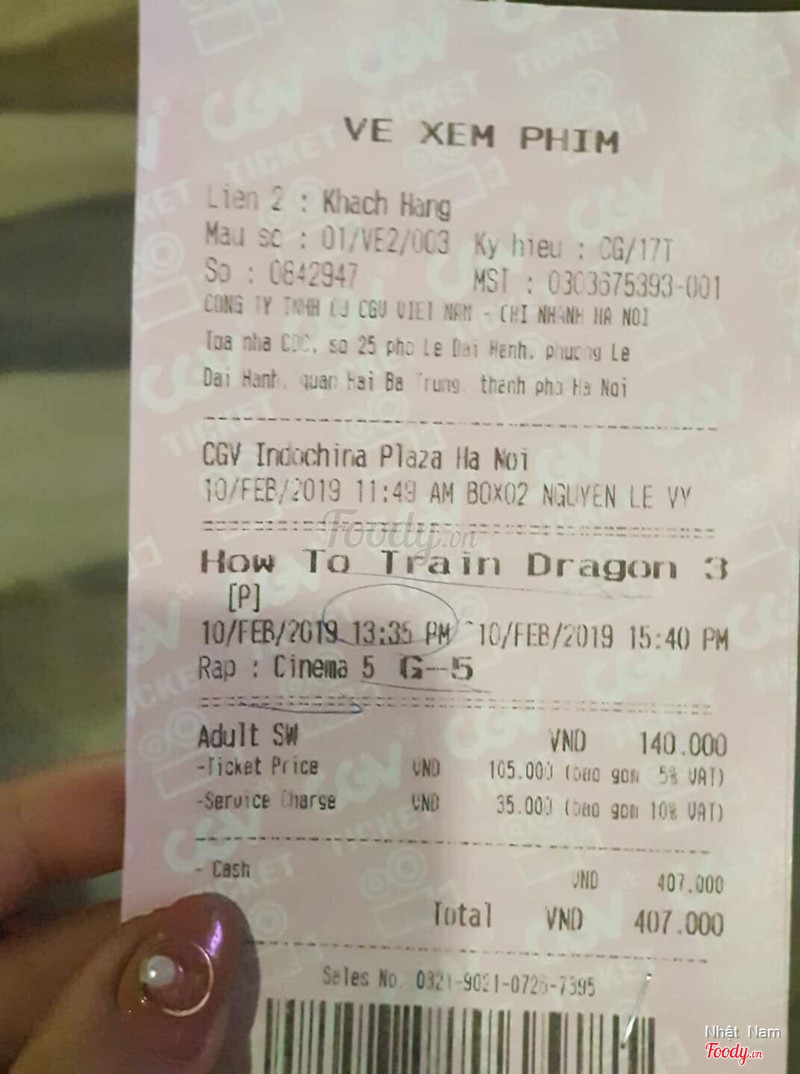 VE XEM PHIM
Lien 2 : Khach Hang
Mau so : 01/VE2/003 Ky hieu : CG/17T
So : 0842947 MST : 0303675393-001
CONG TY TNHH CJ CGV VIET NAM - CHI NHANH HA NOI
Toa nha CDC, so 25 pho Le Dai Hanh, phuong Le
Dai Hanh, quan Hai Ba Trung, thanh pho Ha Noi
CGV Indochina Plaza Ha Noi
10/FEB/2019 11:49 AM BOX02 NGUYEN LE VY
Foody.vn
How To Train Dragon 3
[P]
10/FEB/2019 13:35 PM ~10/FEB/2019 15:40 PM
Rap : Cinema 5 G-5
Adult SW VND 140.000
-Ticket Price VND 105.000 (bao gom 5% VAT)
-Service Charge VND 35.000 (bao gom 10% VAT)
- Cash VND 407.000
Total VND 407.000
Sales No. 0321-9021-0726-7395
Nhật Nam
Foody.vn